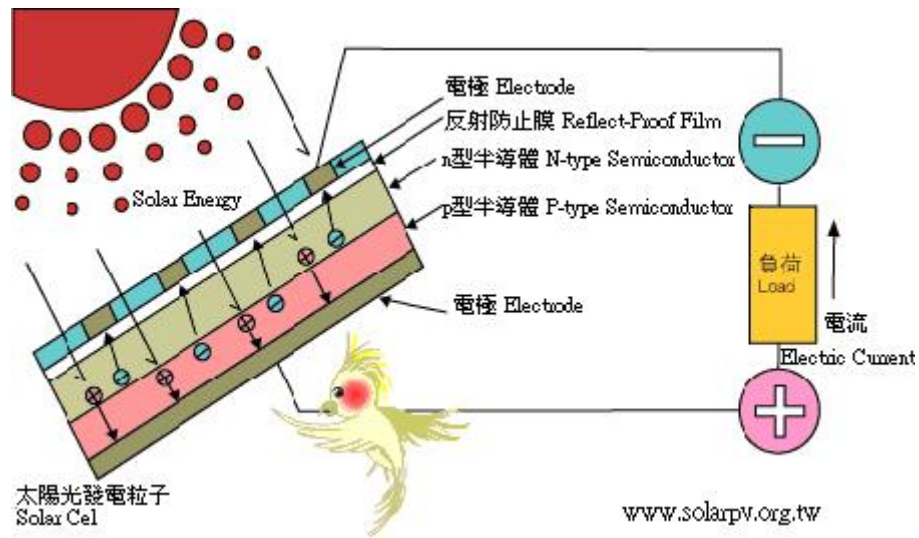 電極 Electrode
反射防止膜 Reflect-Proof Film
n型半導體 N-type Semiconductor
p型半導體 P-type Semiconductor
Solar Energy
負荷
Load
電極 Electrode
電流
Electric Current
太陽光發電粒子
Solar Cel
www.solarpv.org.tw